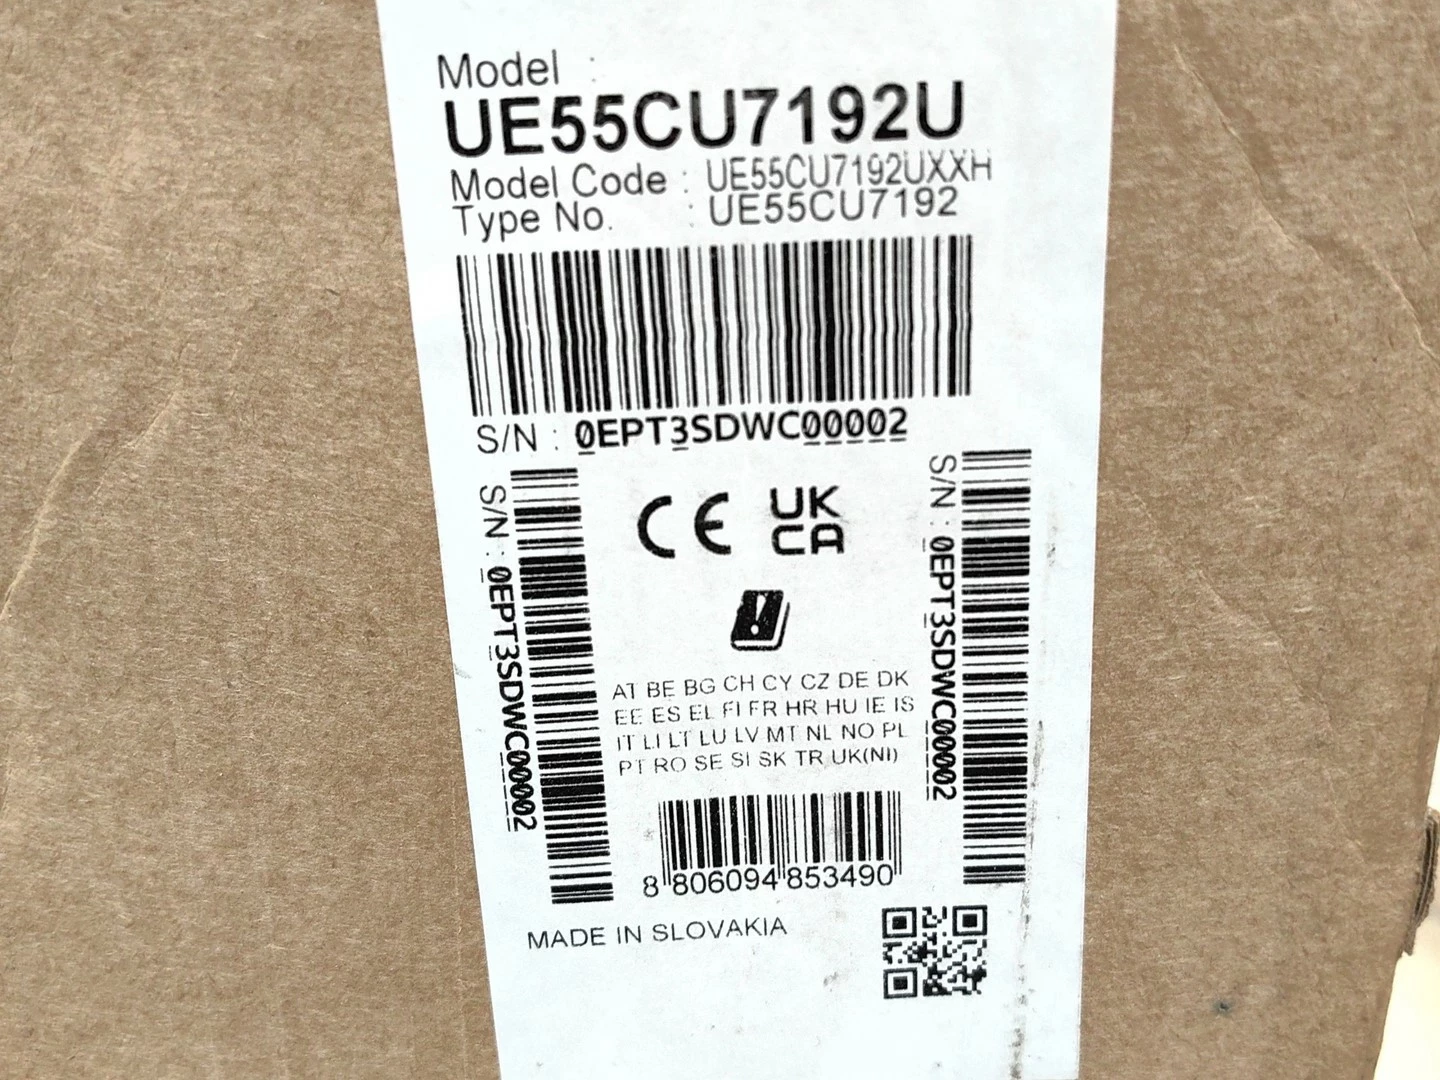 Model :
UE55CU7192U
Model Code : UE55CU7192UXXH
Type No. : UE55CU7192
S/N : 0EPT3SDWC00002
S/N : 0EPT3SDWC00002
CE UK
CA
S/N : 0EPT3SDWC00002
AT BE BG CH CY CZ DE DK
EE ES EL FI FR HR HU IE IS
IT LI LT LU LV MT NL NO PL
PT RO SE SI SK TR UK(NI)
8 806094 853490
MADE IN SLOVAKIA